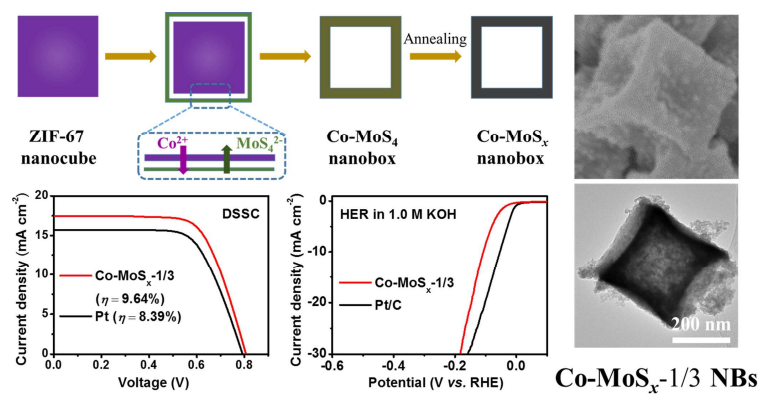 Annealing
ZIF-67
nanocube
Co²⁺
MoS₄²⁻
Co-MoS₄
nanobox
Co-MoSₓ
nanobox
20
15
10
5
0
0.0
0.2
0.4
0.6
0.8
1.0
Current density (mA cm⁻²)
Voltage (V)
DSSC
Co-MoSₓ-1/3
(η = 9.64%)
Pt (η = 8.39%)
0
-10
-20
-30
-0.6
-0.4
-0.2
0.0
Current density (mA cm⁻²)
Potential (V vs. RHE)
HER in 1.0 M KOH
Co-MoSₓ-1/3
Pt/C
200 nm
Co-MoSₓ-1/3 NBs